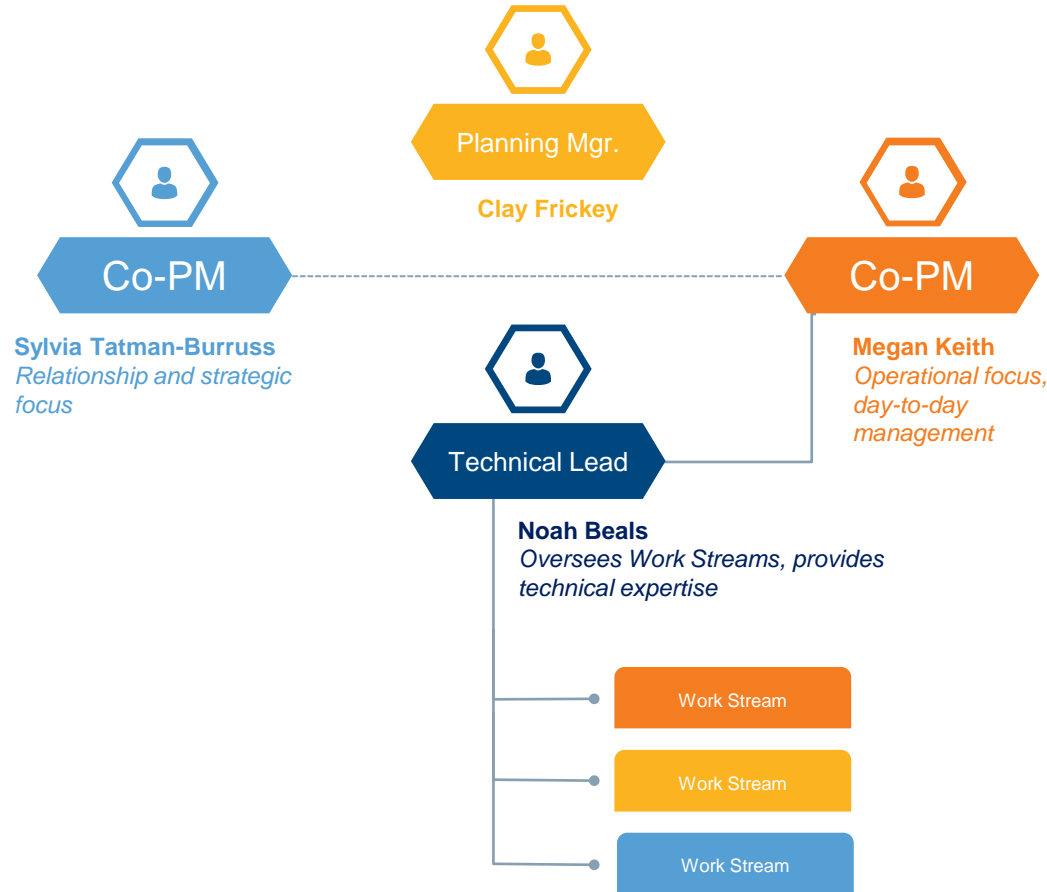 Planning Mgr.
Clay Frickey
Co-PM
Sylvia Tatman-Burruss
Relationship and strategic
focus
Co-PM
Megan Keith
Operational focus,
day-to-day
management
Technical Lead
Noah Beals
Oversees Work Streams, provides
technical expertise
Work Stream
Work Stream
Work Stream